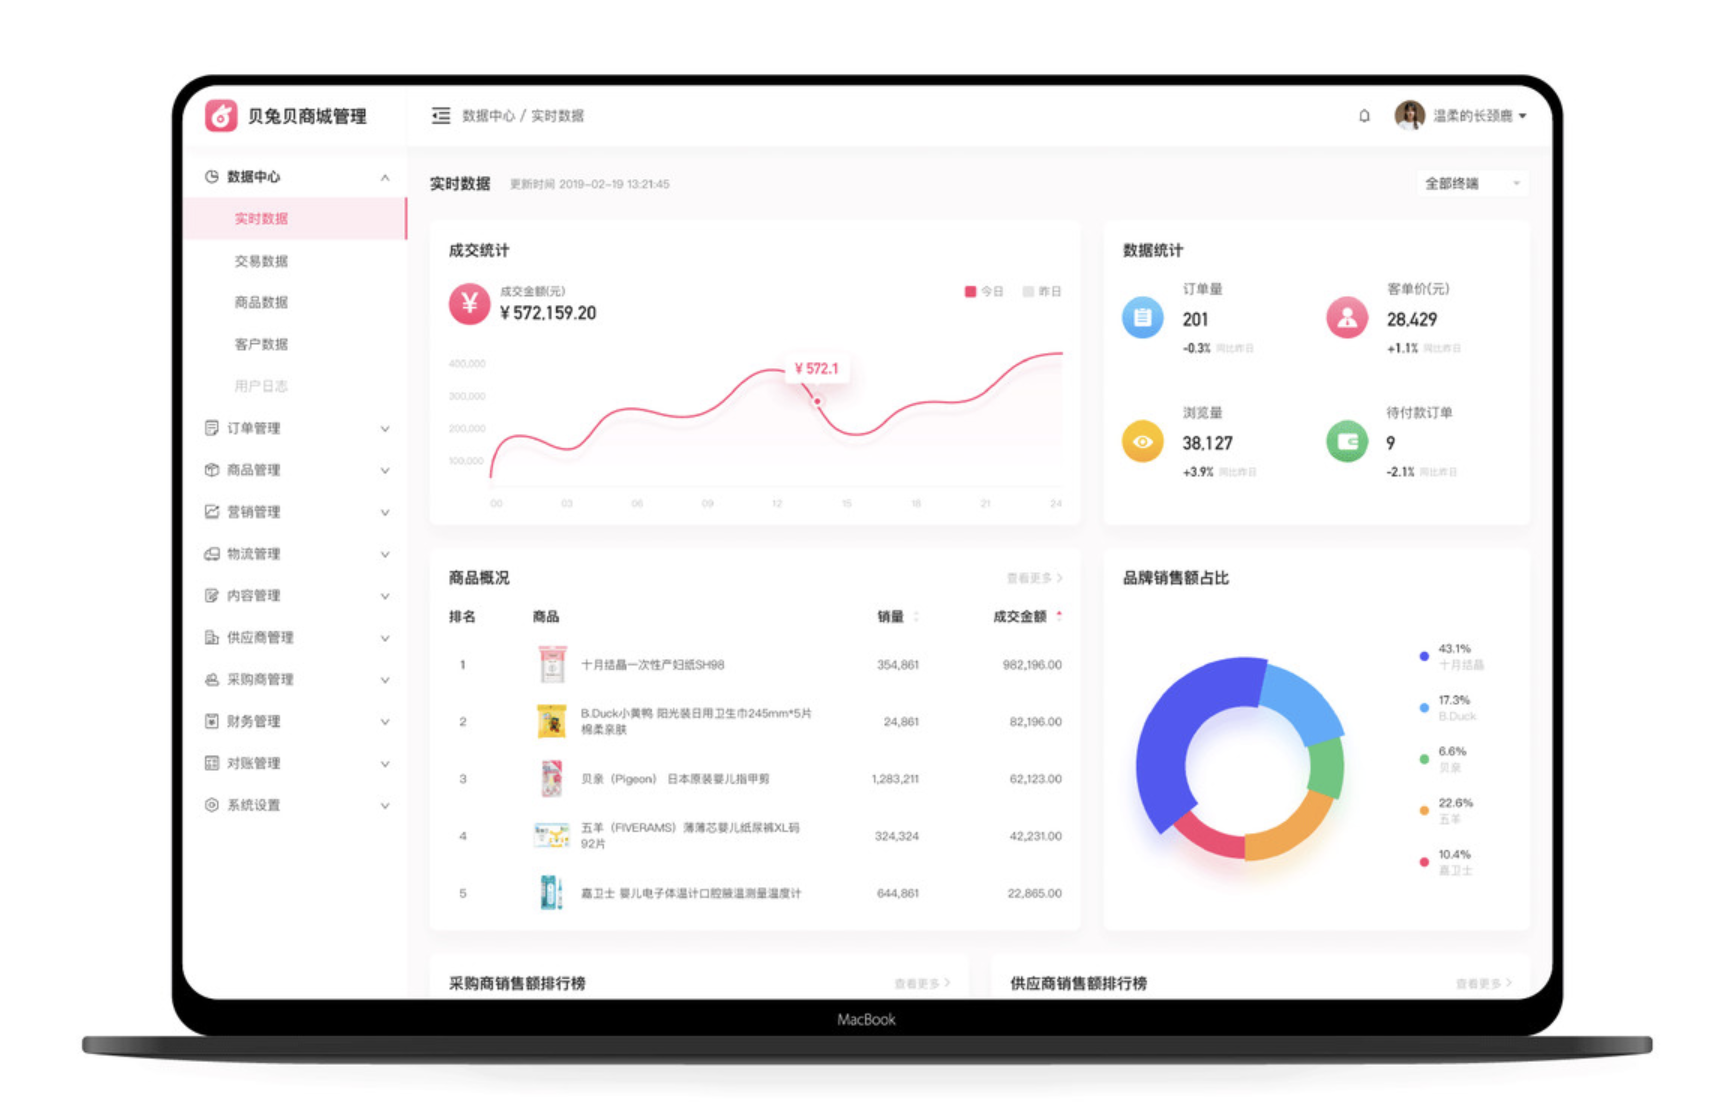 贝兔贝商城管理
数据中心 / 实时数据
温柔的长颈鹿
数据中心
实时数据
交易数据
商品数据
客户数据
用户日志
订单管理
商品管理
营销管理
物流管理
内容管理
供应商管理
采购商管理
财务管理
对账管理
系统设置
实时数据 更新时间 2019-02-19 13:21:45
全部终端
成交统计
¥
成交金额(元)
¥ 572,159.20
今日 昨日
400,000
300,000
200,000
100,000
¥ 572.1
00 03 06 09 12 15 18 21 24
数据统计
订单量
201
-0.3% 同比昨日
客单价(元)
28,429
+1.1% 同比昨日
浏览量
38,127
+3.9% 同比昨日
待付款订单
9
-2.1% 同比昨日
商品概况
查看更多
排名 商品 销量 成交金额
1 十月结晶一次性产妇纸SH98 354,861 982,196.00
2 B.Duck小黄鸭 阳光装日用卫生巾245mm*5片 24,861 82,196.00
棉柔亲肤
3 贝亲（Pigeon） 日本原装婴儿指甲剪 1,283,211 62,123.00
4 五羊（FIVERAMS）薄薄芯婴儿纸尿裤XL码 324,324 42,231.00
92片
5 嘉卫士 婴儿电子体温计口腔腋温测量温度计 644,861 22,865.00
品牌销售额占比
43.1%
十月结晶
17.3%
B.Duck
6.6%
贝亲
22.6%
五羊
10.4%
嘉卫士
采购商销售额排行榜 查看更多
供应商销售额排行榜 查看更多
MacBook